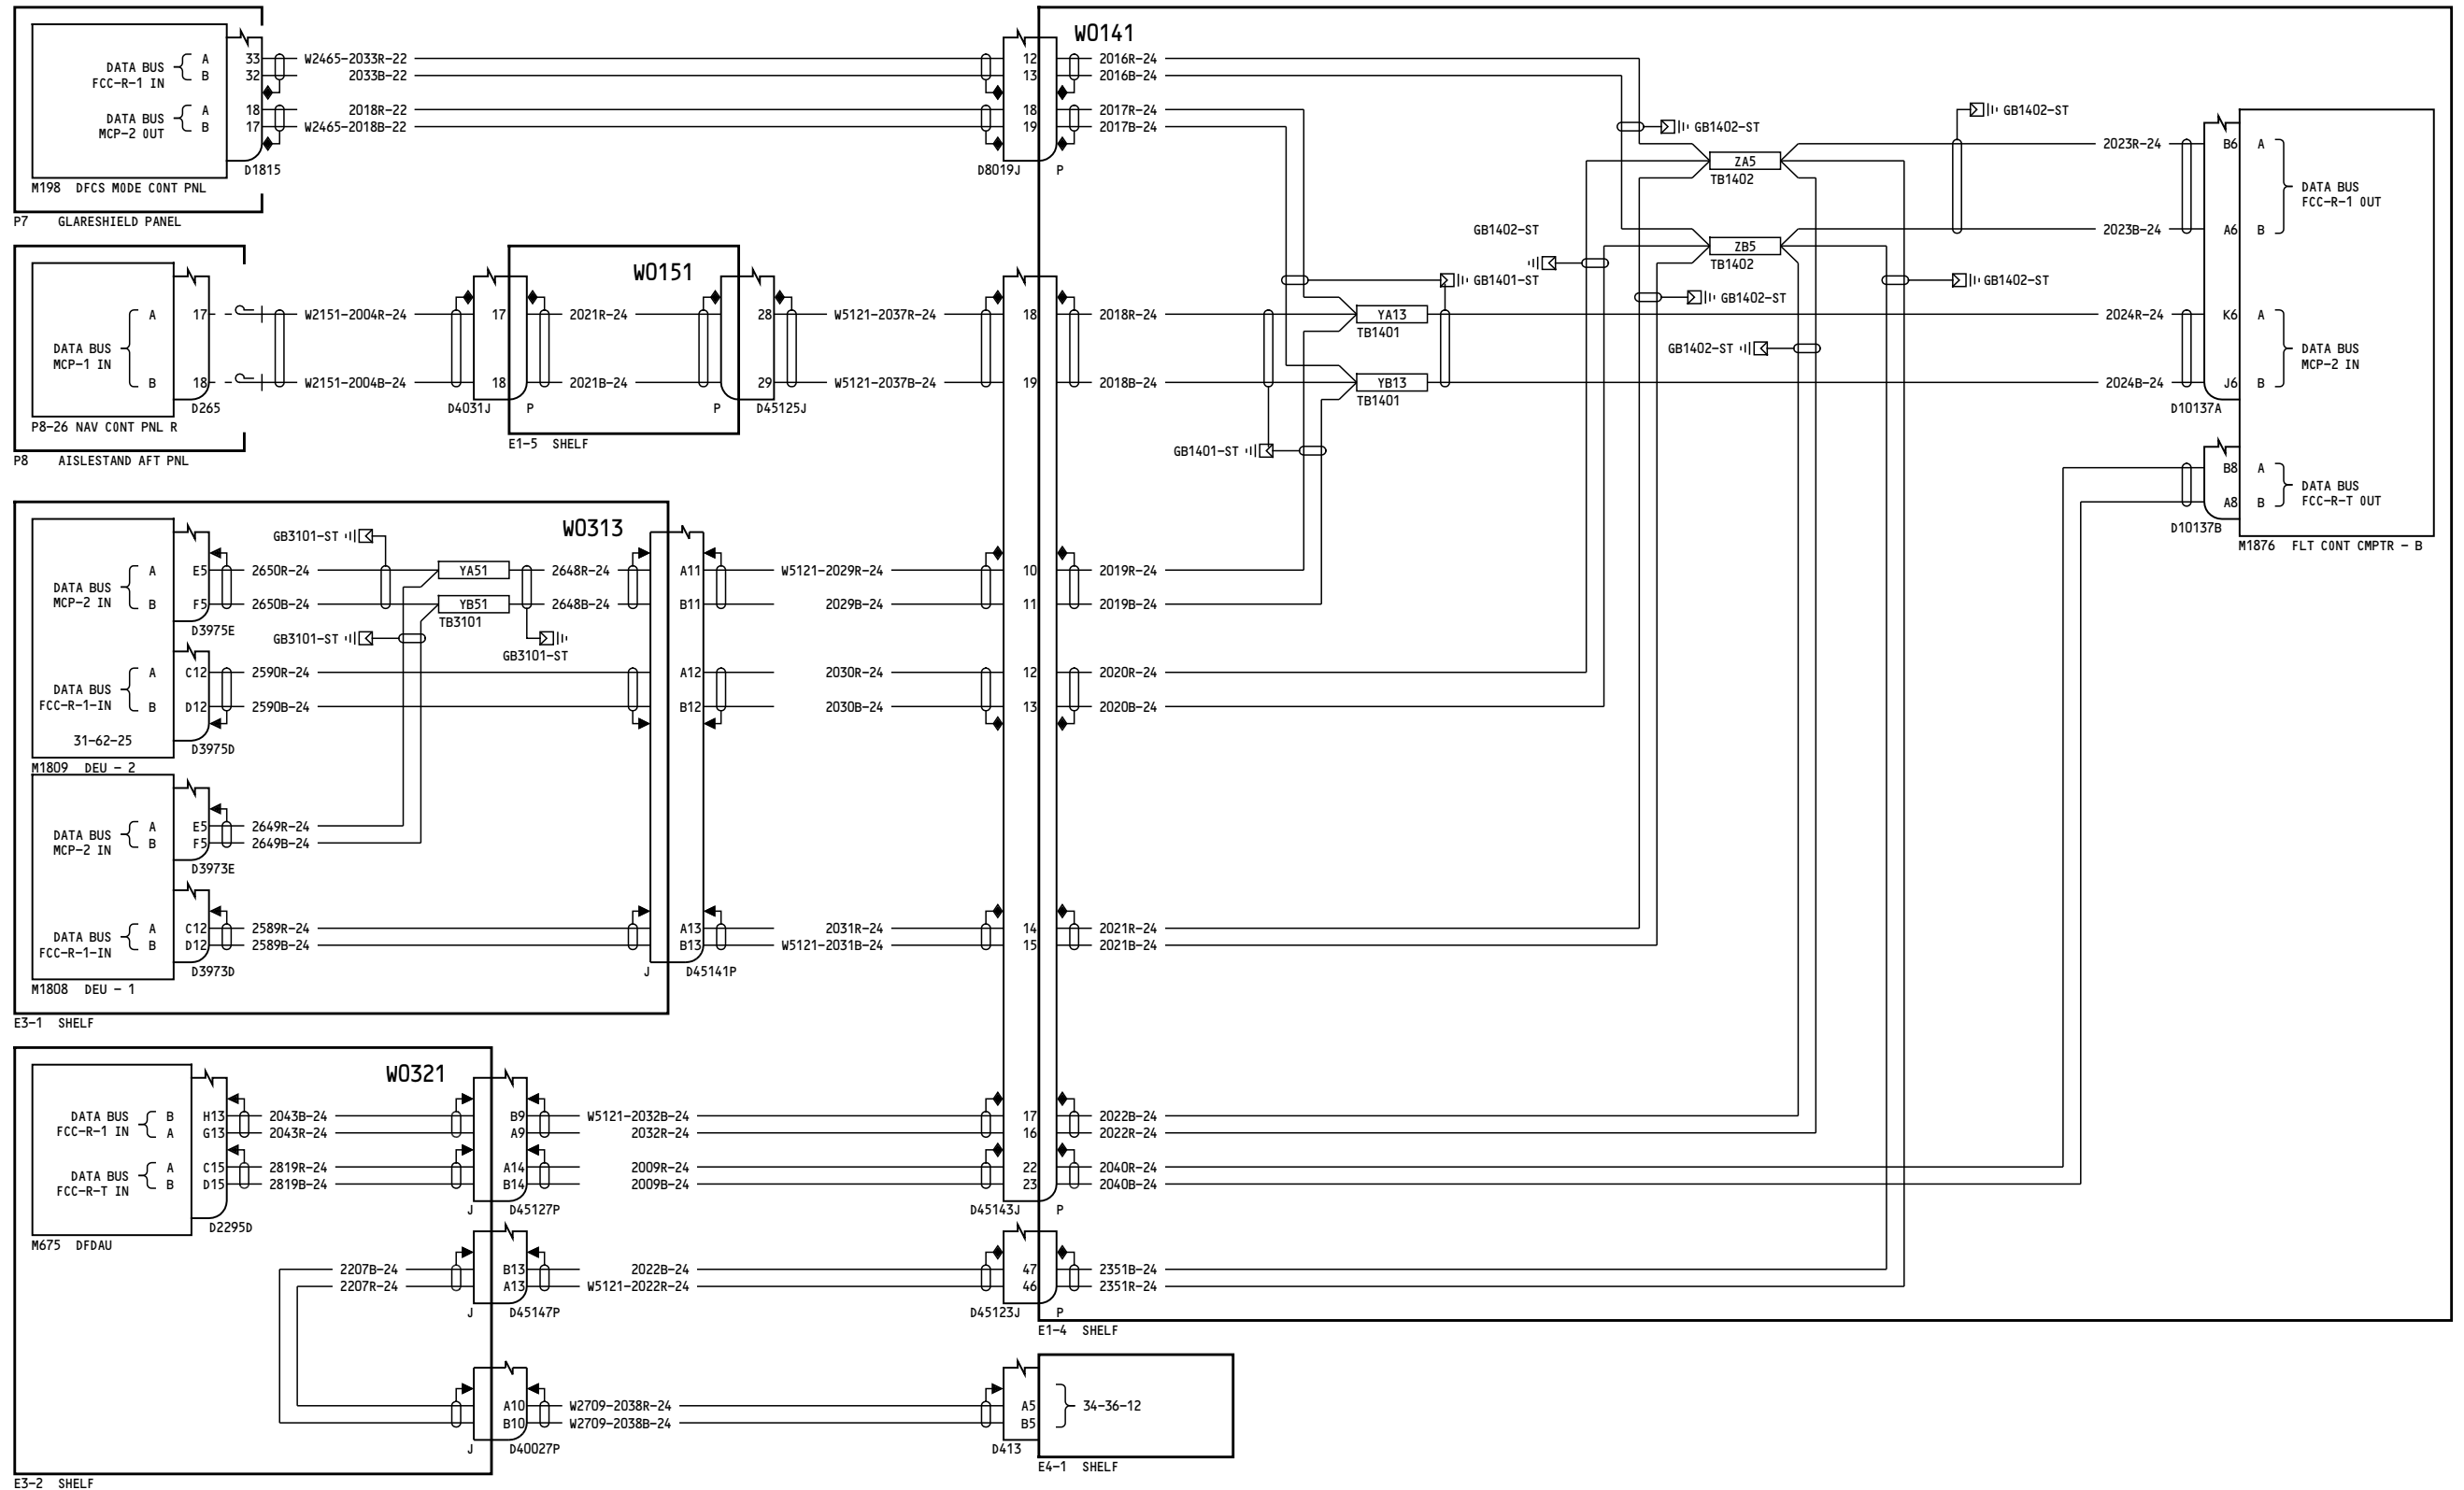 W0141
33 W2465-2033R-22 12 2016R-24
A
DATA BUS
B
32 2033B-22 13 2016B-24
FCC-R-1 IN
A
18 2018R-22 18 2017R-24
DATA BUS
B
17 W2465-2018B-22 19 2017B-24
MCP-2 OUT
D1815
D8019J P
M198 DFCS MODE CONT PNL
P7 GLARESHIELD PANEL
GB1402-ST
GB1402-ST
ZA5
TB1402
ZB5
TB1402
GB1402-ST
GB1402-ST
GB1402-ST
GB1402-ST
GB1401-ST
GB1401-ST
2023R-24 B6 A
DATA BUS
FCC-R-1 OUT
2023B-24 A6 B
2024R-24 K6 A
DATA BUS
MCP-2 IN
2024B-24 J6 B
D10137A
B8 A
DATA BUS
FCC-R-T OUT
A8 B
D10137B
M1876 FLT CONT CMPTR - B
W0151
A 17 W2151-2004R-24 17 2021R-24 28 W5121-2037R-24 18 2018R-24 YA13
TB1401
DATA BUS
MCP-1 IN
B 18 W2151-2004B-24 18 2021B-24 29 W5121-2037B-24 19 2018B-24 YB13
TB1401
D265 D4031J P P D45125J
P8-26 NAV CONT PNL R
E1-5 SHELF
P8 AISLESTAND AFT PNL
W0313
GB3101-ST
A E5 2650R-24 YA51 2648R-24 A11 W5121-2029R-24 10 2019R-24
DATA BUS
MCP-2 IN
B F5 2650B-24 YB51 2648B-24 B11 2029B-24 11 2019B-24
TB3101
D3975E
GB3101-ST
GB3101-ST
A C12 2590R-24 A12 2030R-24 12 2020R-24
DATA BUS
FCC-R-1-IN
B D12 2590B-24 B12 2030B-24 13 2020B-24
31-62-25
D3975D
M1809 DEU - 2
A E5 2649R-24
DATA BUS
B F5 2649B-24
MCP-2 IN
D3973E
A C12 2589R-24 A13 2031R-24 14 2021R-24
DATA BUS
B D12 2589B-24 B13 W5121-2031B-24 15 2021B-24
FCC-R-1-IN
D3973D J D45141P
M1808 DEU - 1
E3-1 SHELF
W0321
DATA BUS B H13 2043B-24 B9 W5121-2032B-24 17 2022B-24
FCC-R-1 IN A G13 2043R-24 A9 2032R-24 16 2022R-24
A C15 2819R-24 A14 2009R-24 22 2040R-24
DATA BUS
B D15 2819B-24 B14 2009B-24 23 2040B-24
FCC-R-T IN
D2295D J D45127P D45143J P
M675 DFDAU
2207B-24 B13 2022B-24 47 2351B-24
2207R-24 A13 W5121-2022R-24 46 2351R-24
J D45147P D45123J P
E1-4 SHELF
A10 W2709-2038R-24 A5 34-36-12
B10 W2709-2038B-24 B5
J D40027P D413
E4-1 SHELF
E3-2 SHELF